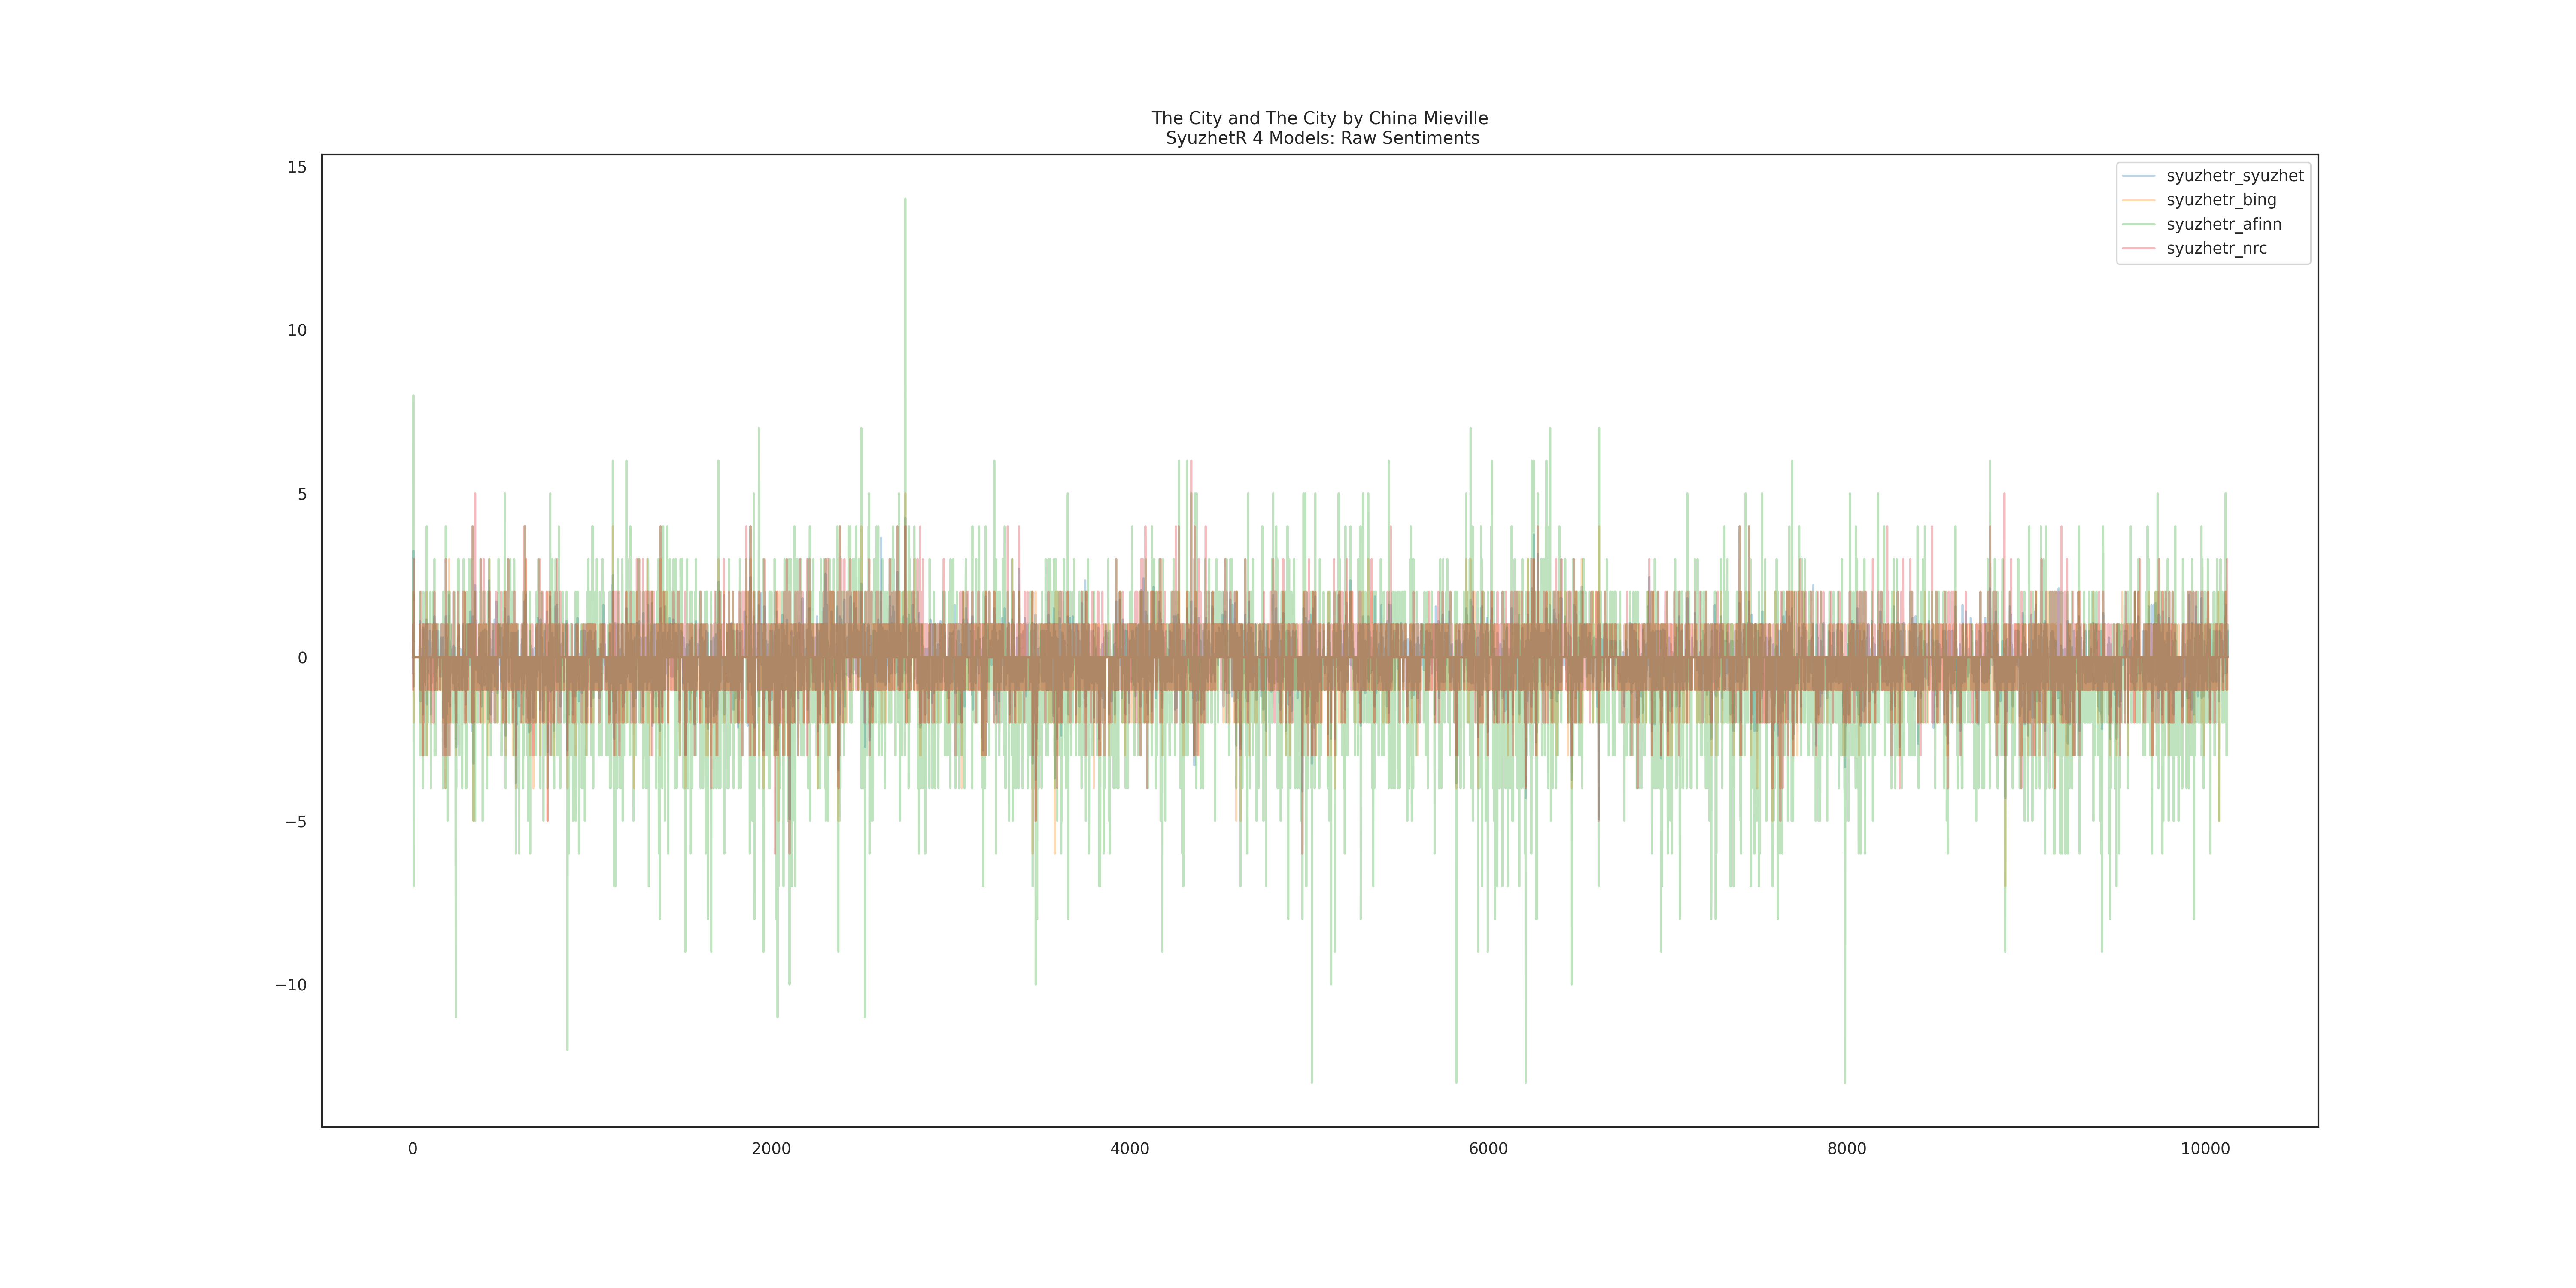 The City and The City by China Mieville
SyuzhetR 4 Models: Raw Sentiments
15
10
5
0
−5
−10
0
2000
4000
6000
8000
10000
syuzhetr_syuzhet
syuzhetr_bing
syuzhetr_afinn
syuzhetr_nrc